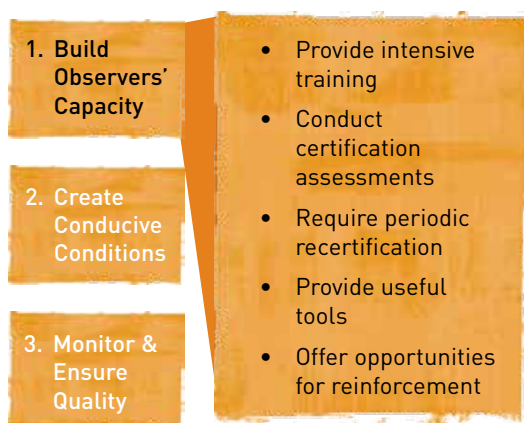 1. Build
Observers’
Capacity
2. Create
Conducive
Conditions
3. Monitor &
Ensure
Quality
• Provide intensive
training
• Conduct
certification
assessments
• Require periodic
recertification
• Provide useful
tools
• Offer opportunities
for reinforcement